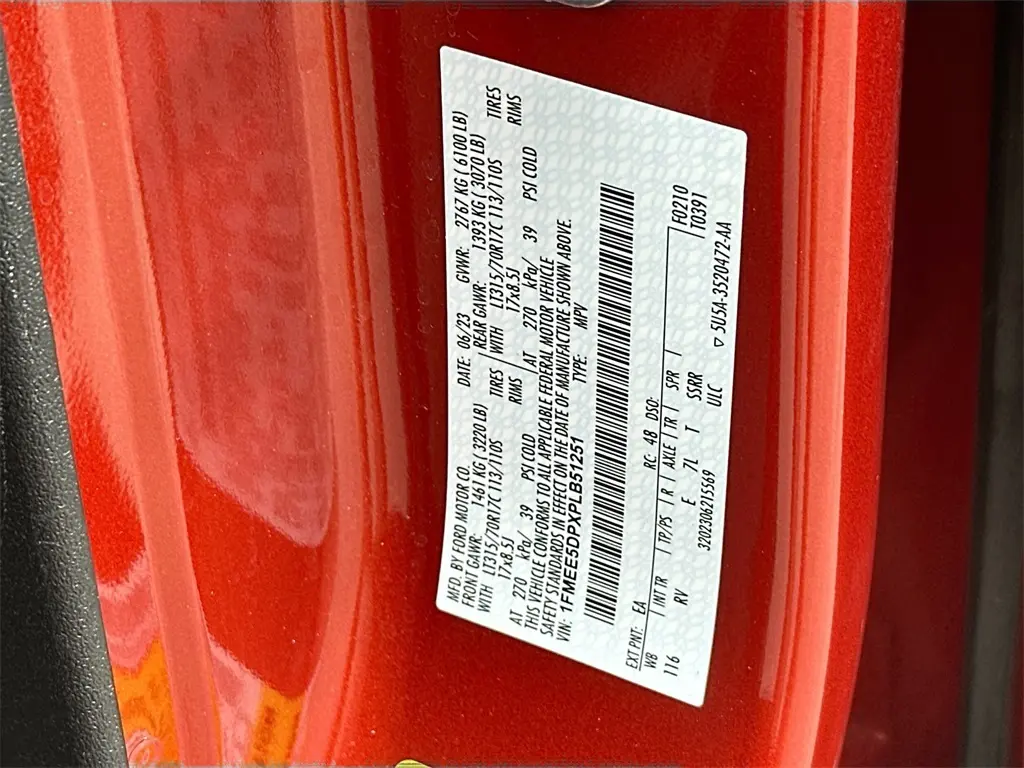 MFD. BY FORD MOTOR CO. DATE: 06/23 GVWR: 2767 KG ( 6100 LB)
FRONT GAWR: 1461 KG ( 3220 LB) REAR GAWR: 1393 KG ( 3070 LB)
WITH LT315/70R17C 113/110S TIRES WITH LT315/70R17C 113/110S TIRES
17x8.5J RIMS 17x8.5J RIMS
AT 270 kPa/ 39 PSI COLD AT 270 kPa/ 39 PSI COLD
THIS VEHICLE CONFORMS TO ALL APPLICABLE FEDERAL MOTOR VEHICLE
SAFETY STANDARDS IN EFFECT ON THE DATE OF MANUFACTURE SHOWN ABOVE.
VIN: 1FMEE5DPXPLB51251 TYPE: MPV
EXT PNT: EA RC: 48 DSO: F0210
WB INT TR TP/PS R AXLE TR SPR T0391
116 RV E 7L T SSRR
3202306215569 ULC 5U5A-3520472-AA